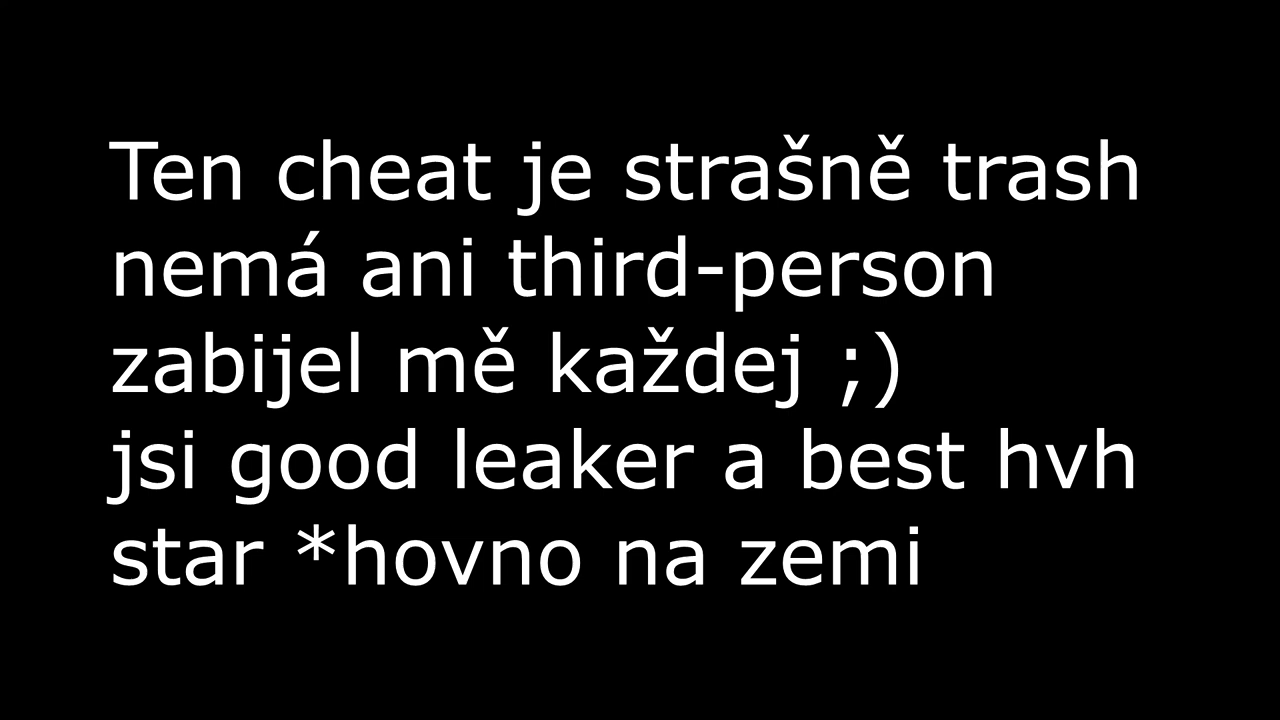 Ten cheat je strašně trash
nemá ani third-person
zabijel mě každej ;)
jsi good leaker a best hvh
star *hovno na zemi